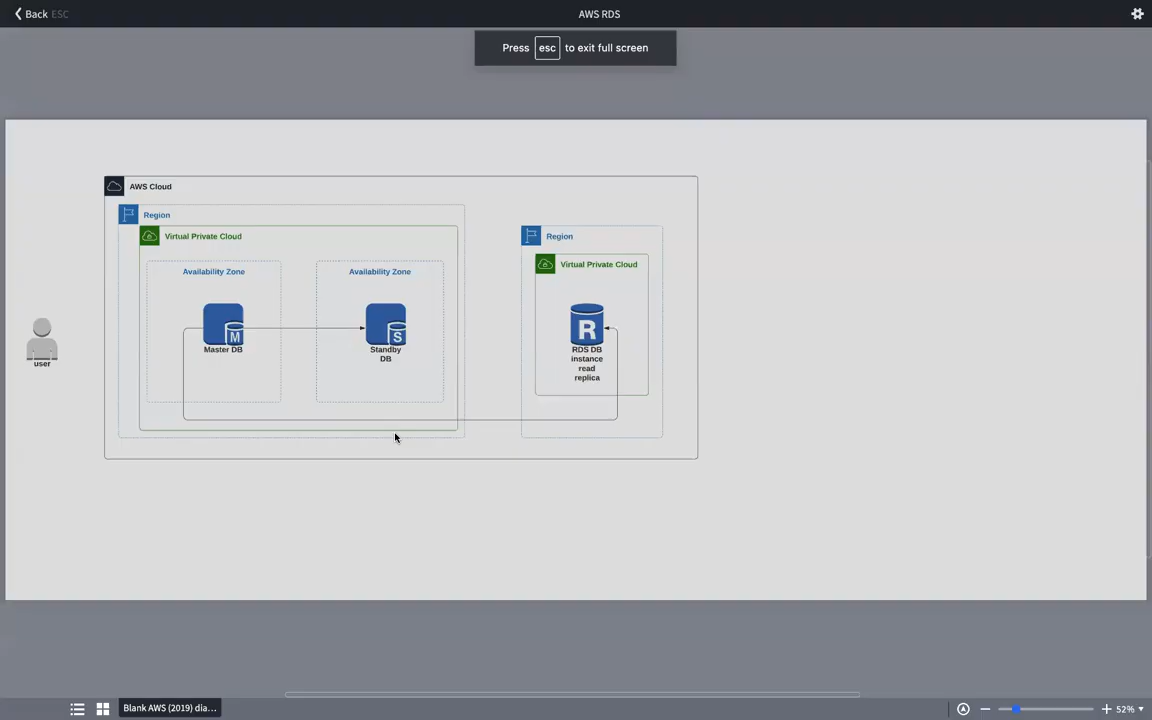 Back ESC
AWS RDS
Press esc to exit full screen
AWS Cloud
Region
Virtual Private Cloud
Availability Zone
Availability Zone
M
Master DB
S
Standby
DB
Region
Virtual Private Cloud
R
RDS DB
instance
read
replica
user
Blank AWS (2019) dia...
52%